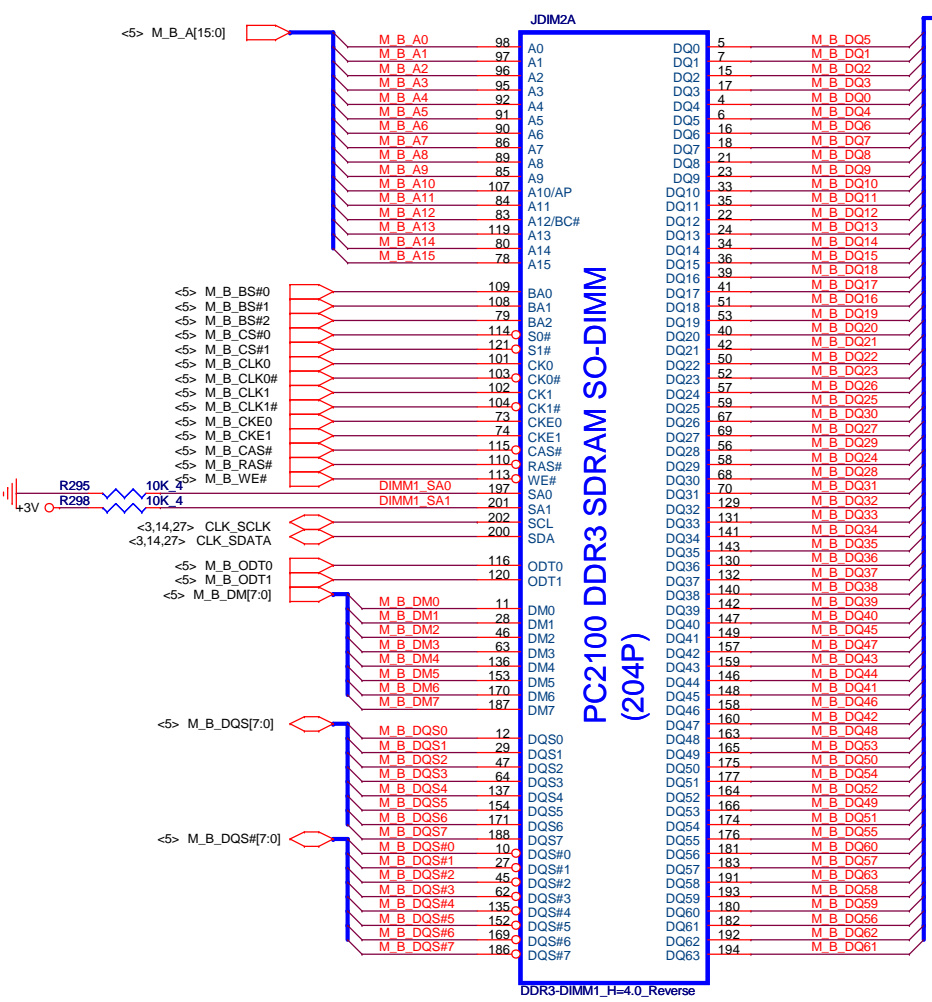 JDIM2A
<5> M_B_A[15:0]
M_B_A0 98 A0 DQ0 5 M_B_DQ5
M_B_A1 97 A1 DQ1 7 M_B_DQ1
M_B_A2 96 A2 DQ2 15 M_B_DQ2
M_B_A3 95 A3 DQ3 17 M_B_DQ3
M_B_A4 92 A4 DQ4 4 M_B_DQ0
M_B_A5 91 A5 DQ5 6 M_B_DQ4
M_B_A6 90 A6 DQ6 16 M_B_DQ6
M_B_A7 86 A7 DQ7 18 M_B_DQ7
M_B_A8 89 A8 DQ8 21 M_B_DQ8
M_B_A9 85 A9 DQ9 23 M_B_DQ9
M_B_A10 107 A10/AP DQ10 33 M_B_DQ10
M_B_A11 84 A11 DQ11 35 M_B_DQ11
M_B_A12 83 A12/BC# DQ12 22 M_B_DQ12
M_B_A13 119 A13 DQ13 24 M_B_DQ13
M_B_A14 80 A14 DQ14 34 M_B_DQ14
M_B_A15 78 A15 DQ15 36 M_B_DQ15
DQ16 39 M_B_DQ18
<5> M_B_BS#0 109 BA0 DQ17 41 M_B_DQ17
<5> M_B_BS#1 108 BA1 DQ18 51 M_B_DQ16
<5> M_B_BS#2 79 BA2 DQ19 53 M_B_DQ19
<5> M_B_CS#0 114 S0# DQ20 40 M_B_DQ20
<5> M_B_CS#1 121 S1# DQ21 42 M_B_DQ21
<5> M_B_CLK0 101 CK0 DQ22 50 M_B_DQ22
<5> M_B_CLK0# 103 CK0# DQ23 52 M_B_DQ23
<5> M_B_CLK1 102 CK1 DQ24 57 M_B_DQ26
<5> M_B_CLK1# 104 CK1# DQ25 59 M_B_DQ25
<5> M_B_CKE0 73 CKE0 DQ26 67 M_B_DQ30
<5> M_B_CKE1 74 CKE1 DQ27 69 M_B_DQ27
<5> M_B_CAS# 115 CAS# DQ28 56 M_B_DQ29
<5> M_B_RAS# 110 RAS# DQ29 58 M_B_DQ24
<5> M_B_WE# 113 WE# DQ30 68 M_B_DQ28
R295 10K_4 DIMM1_SA0 197 SA0 DQ31 70 M_B_DQ31
+3V R298 10K_4 DIMM1_SA1 201 SA1 DQ32 129 M_B_DQ32
<3,14,27> CLK_SCLK 202 SCL DQ33 131 M_B_DQ33
<3,14,27> CLK_SDATA 200 SDA DQ34 141 M_B_DQ34
DQ35 143 M_B_DQ35
<5> M_B_ODT0 116 ODT0 DQ36 130 M_B_DQ36
<5> M_B_ODT1 120 ODT1 DQ37 132 M_B_DQ37
<5> M_B_DM[7:0] DQ38 140 M_B_DQ38
M_B_DM0 11 DM0 DQ39 142 M_B_DQ39
M_B_DM1 28 DM1 DQ40 147 M_B_DQ40
M_B_DM2 46 DM2 DQ41 149 M_B_DQ45
M_B_DM3 63 DM3 DQ42 157 M_B_DQ47
M_B_DM4 136 DM4 DQ43 159 M_B_DQ43
M_B_DM5 153 DM5 DQ44 146 M_B_DQ44
M_B_DM6 170 DM6 DQ45 148 M_B_DQ41
M_B_DM7 187 DM7 DQ46 158 M_B_DQ46
<5> M_B_DQS[7:0] DQ47 160 M_B_DQ42
M_B_DQS0 12 DQS0 DQ48 163 M_B_DQ48
M_B_DQS1 29 DQS1 DQ49 165 M_B_DQ53
M_B_DQS2 47 DQS2 DQ50 175 M_B_DQ50
M_B_DQS3 64 DQS3 DQ51 177 M_B_DQ54
M_B_DQS4 137 DQS4 DQ52 164 M_B_DQ52
M_B_DQS5 154 DQS5 DQ53 166 M_B_DQ49
M_B_DQS6 171 DQS6 DQ54 174 M_B_DQ51
M_B_DQS7 188 DQS7 DQ55 176 M_B_DQ55
<5> M_B_DQS#[7:0]
M_B_DQS#0 10 DQS#0 DQ56 181 M_B_DQ60
M_B_DQS#1 27 DQS#1 DQ57 183 M_B_DQ57
M_B_DQS#2 45 DQS#2 DQ58 191 M_B_DQ63
M_B_DQS#3 62 DQS#3 DQ59 193 M_B_DQ58
M_B_DQS#4 135 DQS#4 DQ60 180 M_B_DQ59
M_B_DQS#5 152 DQS#5 DQ61 182 M_B_DQ56
M_B_DQS#6 169 DQS#6 DQ62 192 M_B_DQ62
M_B_DQS#7 186 DQS#7 DQ63 194 M_B_DQ61
PC2100 DDR3 SDRAM SO-DIMM
(204P)
DDR3-DIMM1_H=4.0_Reverse